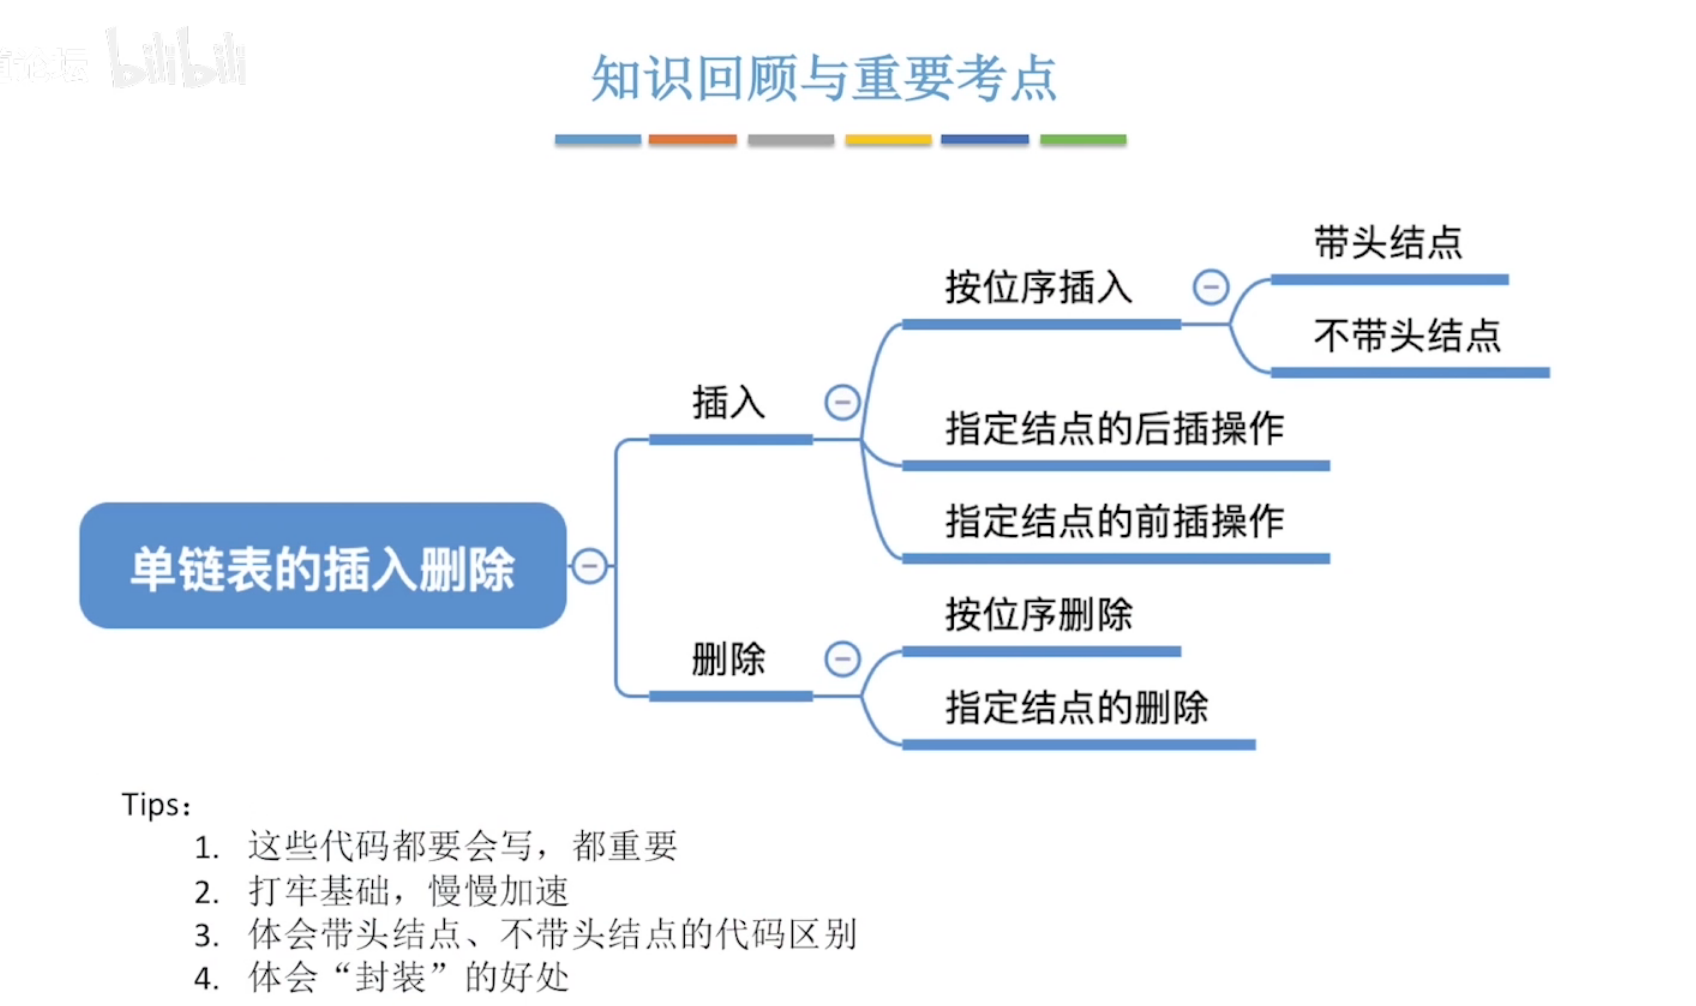 论坛 bilibili
知识回顾与重要考点
带头结点
按位序插入
不带头结点
插入
指定结点的后插操作
指定结点的前插操作
单链表的插入删除
按位序删除
删除
指定结点的删除
Tips：
1. 这些代码都要会写，都重要
2. 打牢基础，慢慢加速
3. 体会带头结点、不带头结点的代码区别
4. 体会“封装”的好处